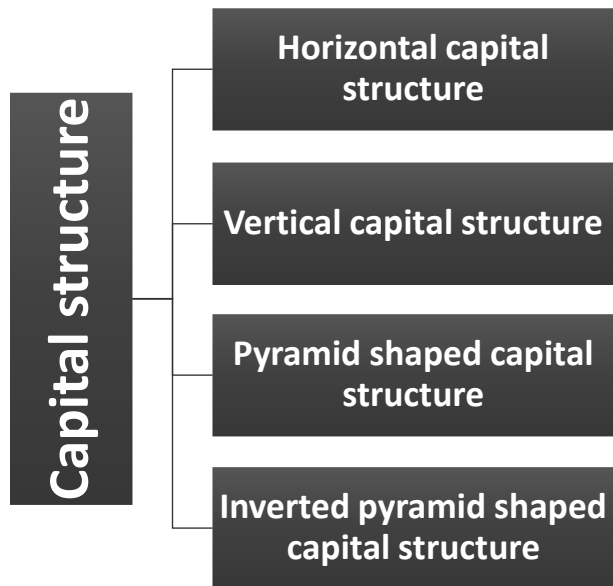 Capital structure
Horizontal capital
structure
Vertical capital structure
Pyramid shaped capital
structure
Inverted pyramid shaped
capital structure